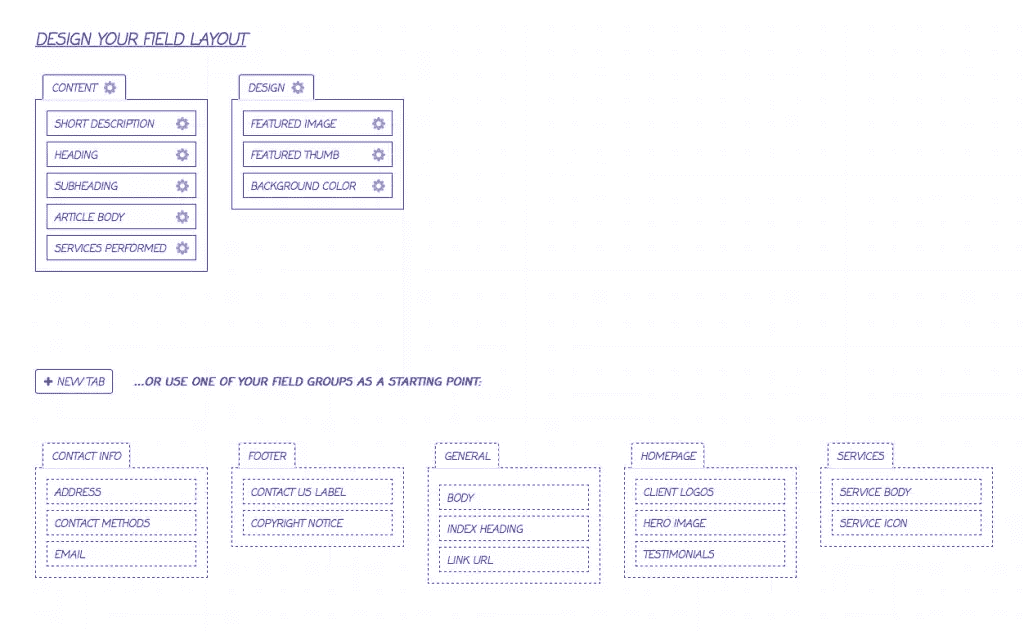 DESIGN YOUR FIELD LAYOUT
CONTENT
SHORT DESCRIPTION
HEADING
SUBHEADING
ARTICLE BODY
SERVICES PERFORMED
DESIGN
FEATURED IMAGE
FEATURED THUMB
BACKGROUND COLOR
+ NEW TAB
...OR USE ONE OF YOUR FIELD GROUPS AS A STARTING POINT:
CONTACT INFO
ADDRESS
CONTACT METHODS
EMAIL
FOOTER
CONTACT US LABEL
COPYRIGHT NOTICE
GENERAL
BODY
INDEX HEADING
LINK URL
HOMEPAGE
CLIENT LOGOS
HERO IMAGE
TESTIMONIALS
SERVICES
SERVICE BODY
SERVICE ICON